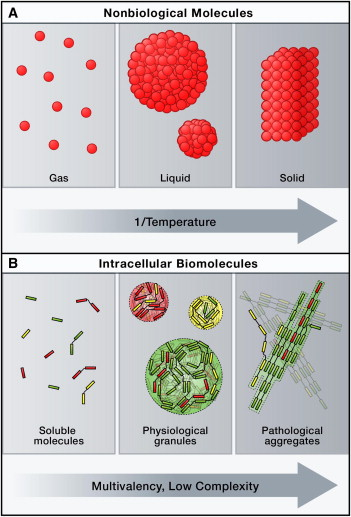 A
Nonbiological Molecules
Gas
Liquid
Solid
1/Temperature
B
Intracellular Biomolecules
Soluble
molecules
Physiological
granules
Pathological
aggregates
Multivalency, Low Complexity